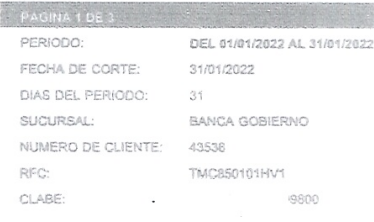 PAGINA 1 DE 3
PERIODO: DEL 01/01/2022 AL 31/01/2022
FECHA DE CORTE: 31/01/2022
DIAS DEL PERIODO: 31
SUCURSAL: BANCA GOBIERNO
NUMERO DE CLIENTE: 43536
RFC: TMC850101HV1
CLABE: 9800